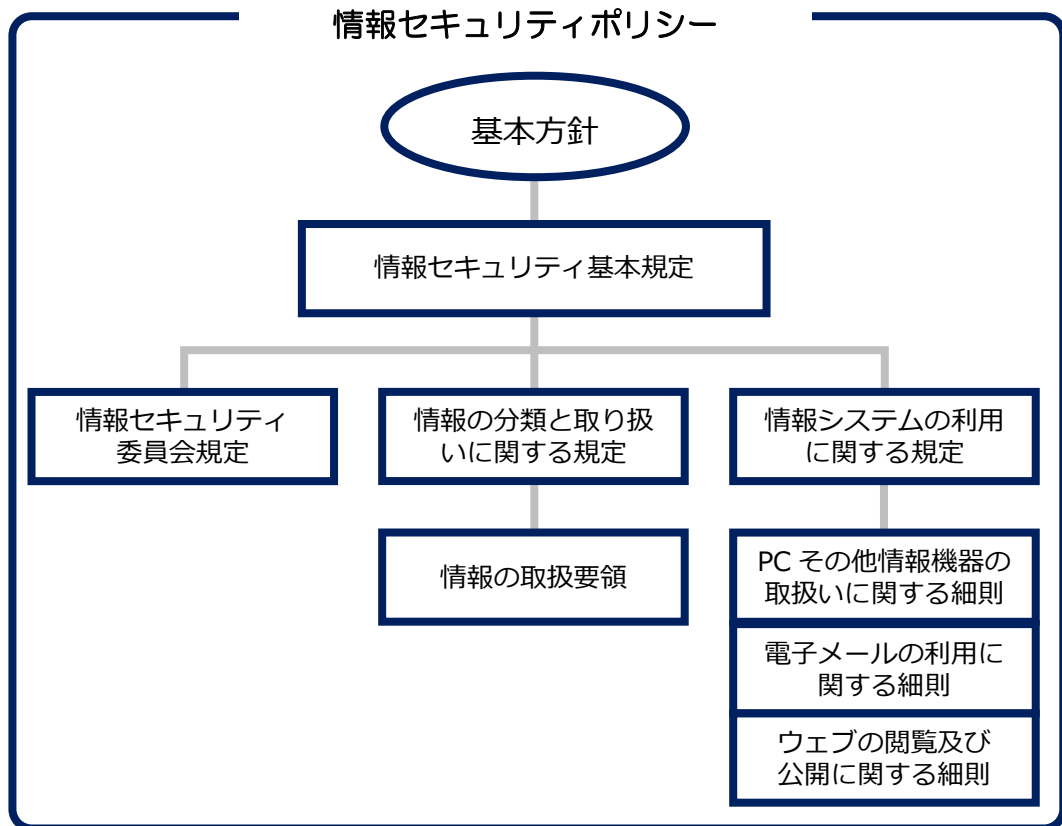 情報セキュリティポリシー
基本方針
情報セキュリティ基本規定
情報セキュリティ
委員会規定
情報の分類と取り扱
いに関する規定
情報システムの利用
に関する規定
情報の取扱要領
PC その他情報機器の
取扱いに関する細則
電子メールの利用に
関する細則
ウェブの閲覧及び
公開に関する細則